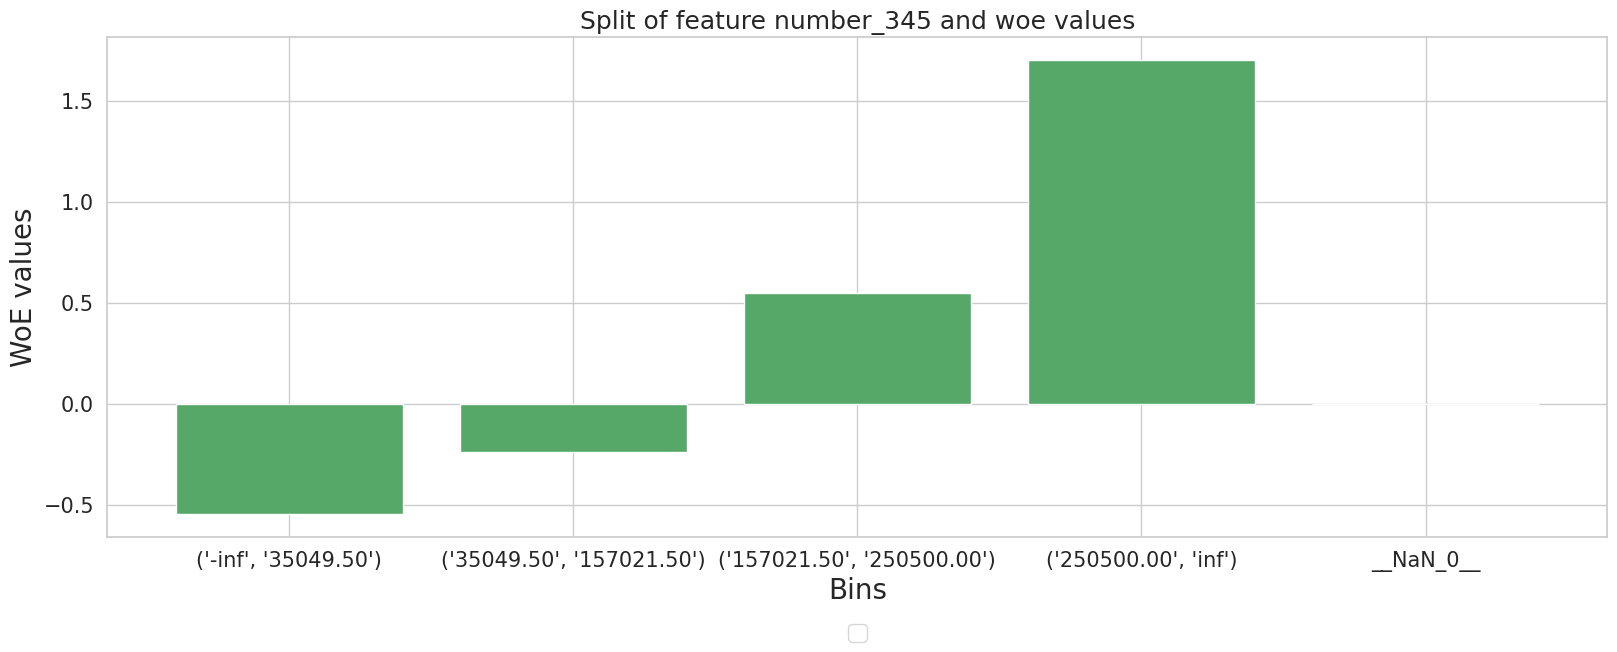 Split of feature number_345 and woe values
WoE values
1.5
1.0
0.5
0.0
−0.5
('-inf', '35049.50')
('35049.50', '157021.50')
('157021.50', '250500.00')
('250500.00', 'inf')
__NaN_0__
Bins